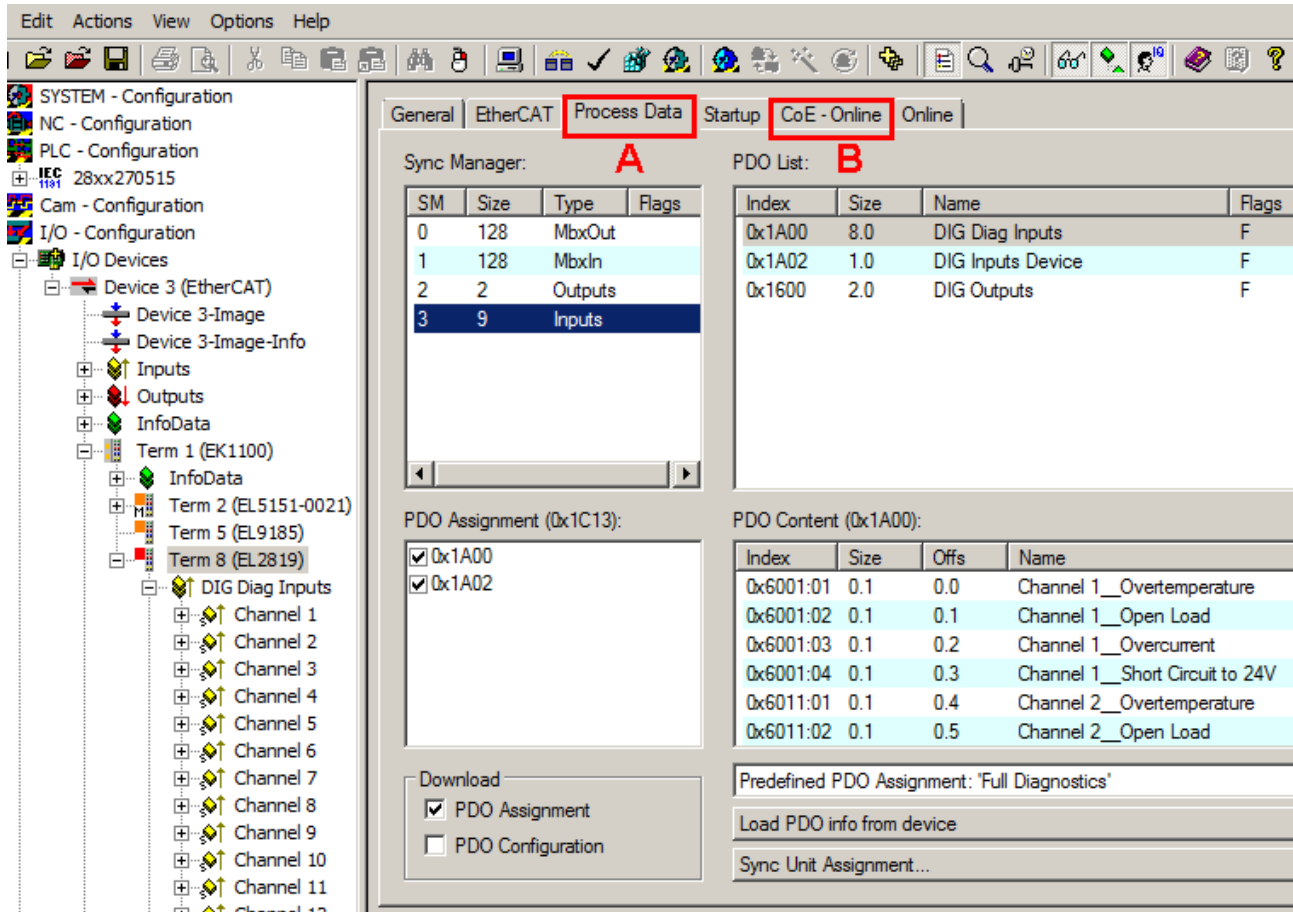 Edit Actions View Options Help
SYSTEM - Configuration
NC - Configuration
PLC - Configuration
IEC 1131 28xx270515
Cam - Configuration
I/O - Configuration
I/O Devices
Device 3 (EtherCAT)
Device 3-Image
Device 3-Image-Info
Inputs
Outputs
InfoData
Term 1 (EK1100)
InfoData
M Term 2 (EL5151-0021)
Term 5 (EL9185)
Term 8 (EL2819)
DIG Diag Inputs
Channel 1
Channel 2
Channel 3
Channel 4
Channel 5
Channel 6
Channel 7
Channel 8
Channel 9
Channel 10
Channel 11
Channel 12
General EtherCAT Process Data Startup CoE - Online Online
A B
Sync Manager:
SM Size Type Flags
0 128 MbxOut
1 128 MbxIn
2 2 Outputs
3 9 Inputs
PDO List:
Index Size Name Flags
0x1A00 8.0 DIG Diag Inputs F
0x1A02 1.0 DIG Inputs Device F
0x1600 2.0 DIG Outputs F
PDO Assignment (0x1C13):
0x1A00
0x1A02
PDO Content (0x1A00):
Index Size Offs Name
0x6001:01 0.1 0.0 Channel 1__Overtemperature
0x6001:02 0.1 0.1 Channel 1__Open Load
0x6001:03 0.1 0.2 Channel 1__Overcurrent
0x6001:04 0.1 0.3 Channel 1__Short Circuit to 24V
0x6011:01 0.1 0.4 Channel 2__Overtemperature
0x6011:02 0.1 0.5 Channel 2__Open Load
Download
PDO Assignment
PDO Configuration
Predefined PDO Assignment: 'Full Diagnostics'
Load PDO info from device
Sync Unit Assignment...